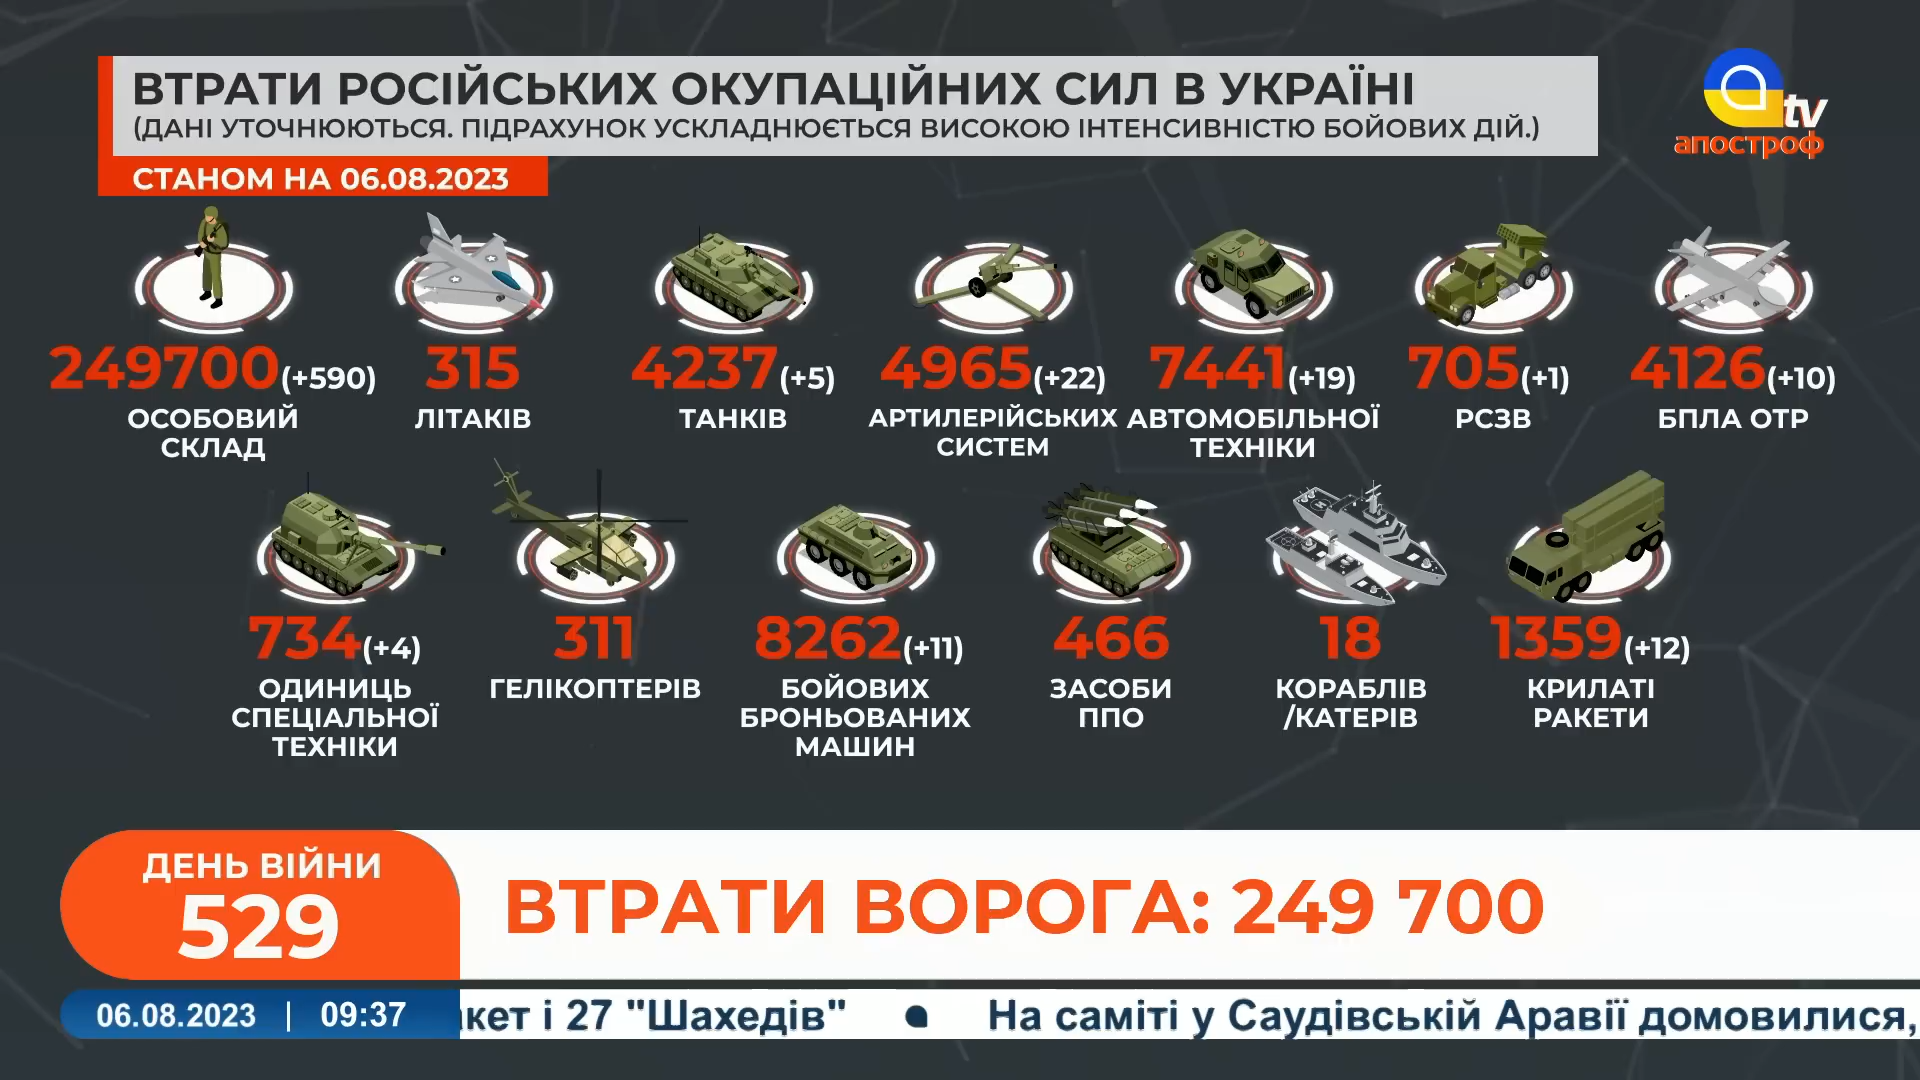 ВТРАТИ РОСІЙСЬКИХ ОКУПАЦІЙНИХ СИЛ В УКРАЇНІ
(ДАНІ УТОЧНЮЮТЬСЯ. ПІДРАХУНОК УСКЛАДНЮЄТЬСЯ ВИСОКОЮ ІНТЕНСИВНІСТЮ БОЙОВИХ ДІЙ.)
СТАНОМ НА 06.08.2023
tv
апостроф
249700(+590)
ОСОБОВИЙ
СКЛАД
315
ЛІТАКІВ
4237(+5)
ТАНКІВ
4965(+22)
АРТИЛЕРІЙСЬКИХ
СИСТЕМ
7441(+19)
АВТОМОБІЛЬНОЇ
ТЕХНІКИ
705(+1)
РСЗВ
4126(+10)
БПЛА ОТР
734(+4)
ОДИНИЦЬ
СПЕЦІАЛЬНОЇ
ТЕХНІКИ
311
ГЕЛІКОПТЕРІВ
8262(+11)
БОЙОВИХ
БРОНЬОВАНИХ
МАШИН
466
ЗАСОБИ
ППО
18
КОРАБЛІВ
/КАТЕРІВ
1359(+12)
КРИЛАТІ
РАКЕТИ
ДЕНЬ ВІЙНИ
529
ВТРАТИ ВОРОГА: 249 700
06.08.2023 | 09:37
кет і 27 "Шахедів" • На саміті у Саудівській Аравії домовилися,